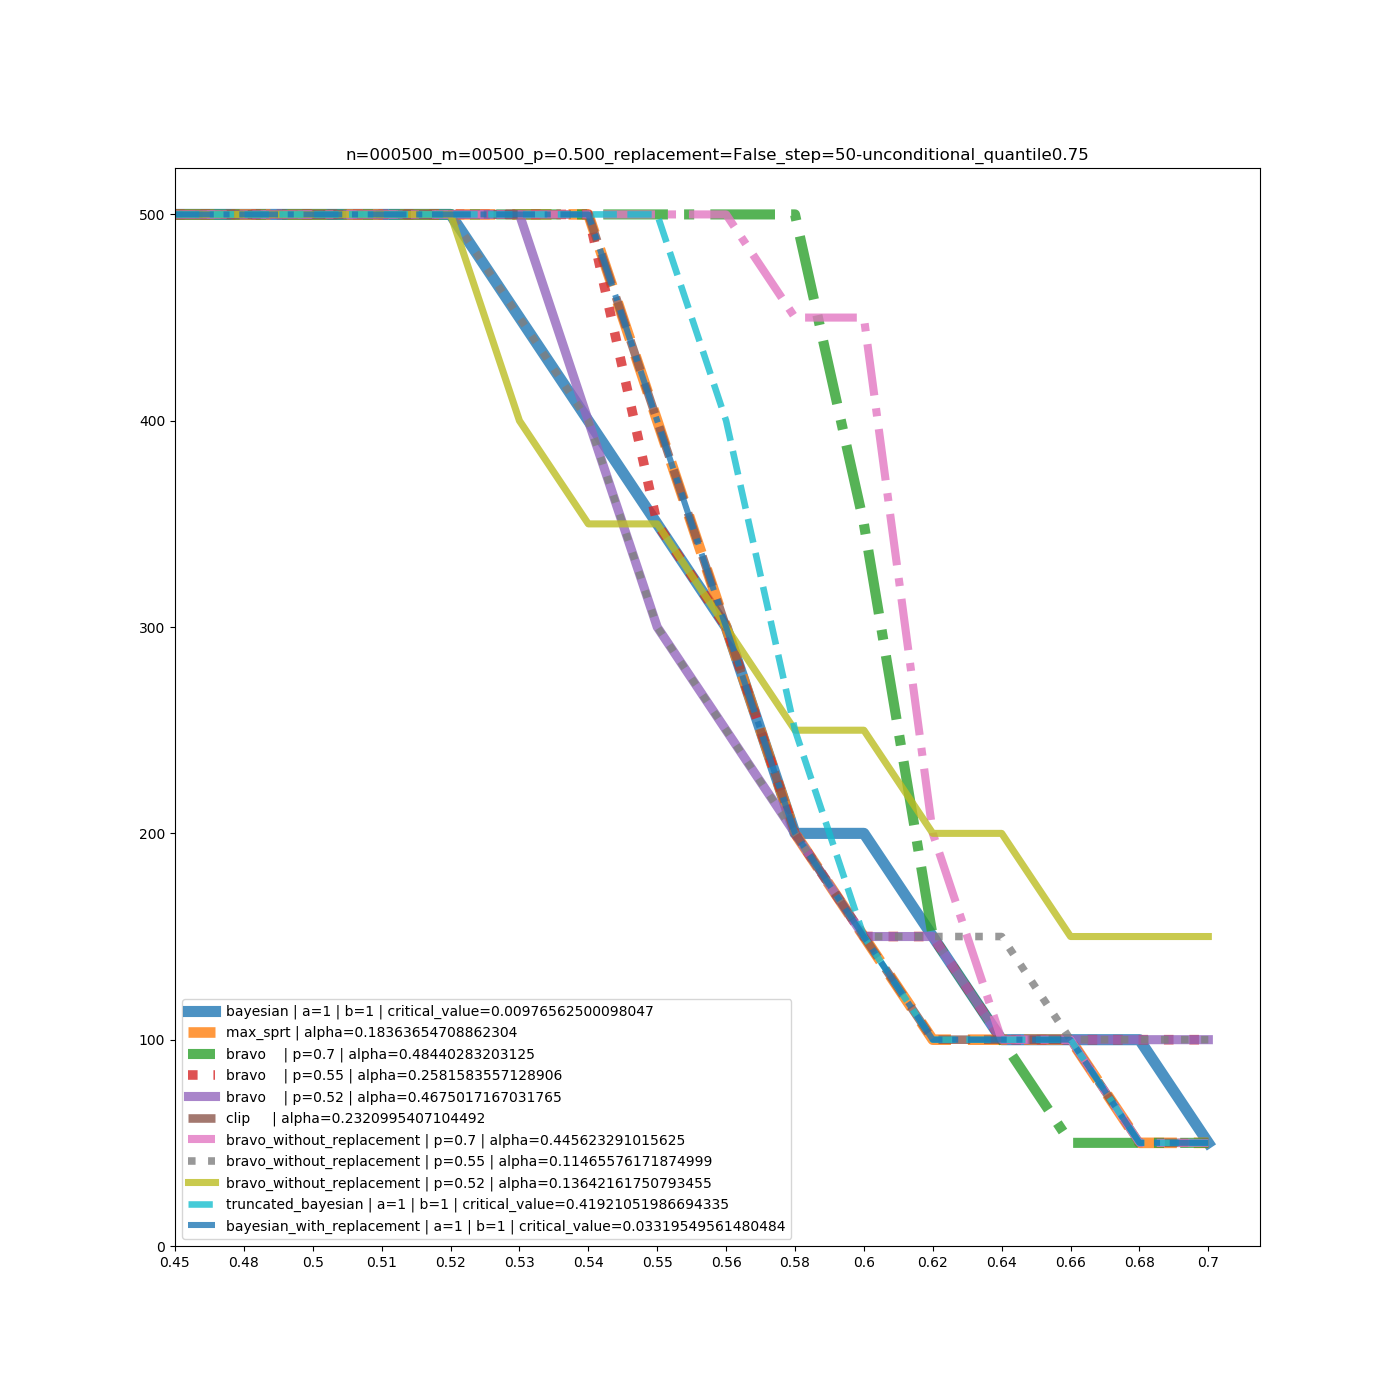 n=000500_m=00500_p=0.500_replacement=False_step=50-unconditional_quantile0.75
500
400
300
200
100
0
bayesian | a=1 | b=1 | critical_value=0.00976562500098047
max_sprt | alpha=0.18363654708862304
bravo | p=0.7 | alpha=0.48440283203125
bravo | p=0.55 | alpha=0.2581583557128906
bravo | p=0.52 | alpha=0.4675017167031765
clip | alpha=0.2320995407104492
bravo_without_replacement | p=0.7 | alpha=0.445623291015625
bravo_without_replacement | p=0.55 | alpha=0.11465576171874999
bravo_without_replacement | p=0.52 | alpha=0.13642161750793455
truncated_bayesian | a=1 | b=1 | critical_value=0.41921051986694335
bayesian_with_replacement | a=1 | b=1 | critical_value=0.03319549561480484
0.45 0.48 0.5 0.51 0.52 0.53 0.54 0.55 0.56 0.58 0.6 0.62 0.64 0.66 0.68 0.7